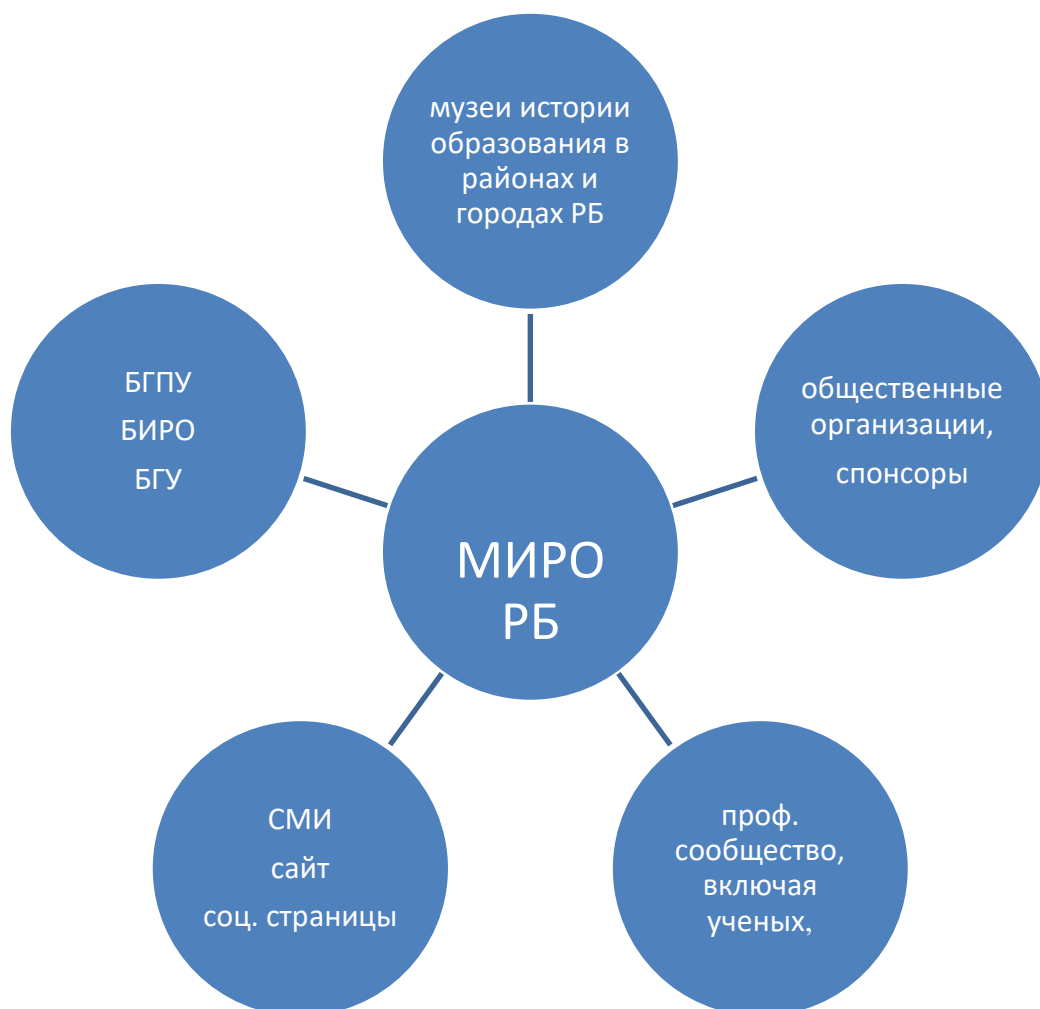 музеи истории
образования в
районах и
городах РБ
БГПУ
БИРО
БГУ
общественные
организации,
спонсоры
МИРО
РБ
СМИ
сайт
соц. страницы
проф.
сообщество,
включая
ученых,